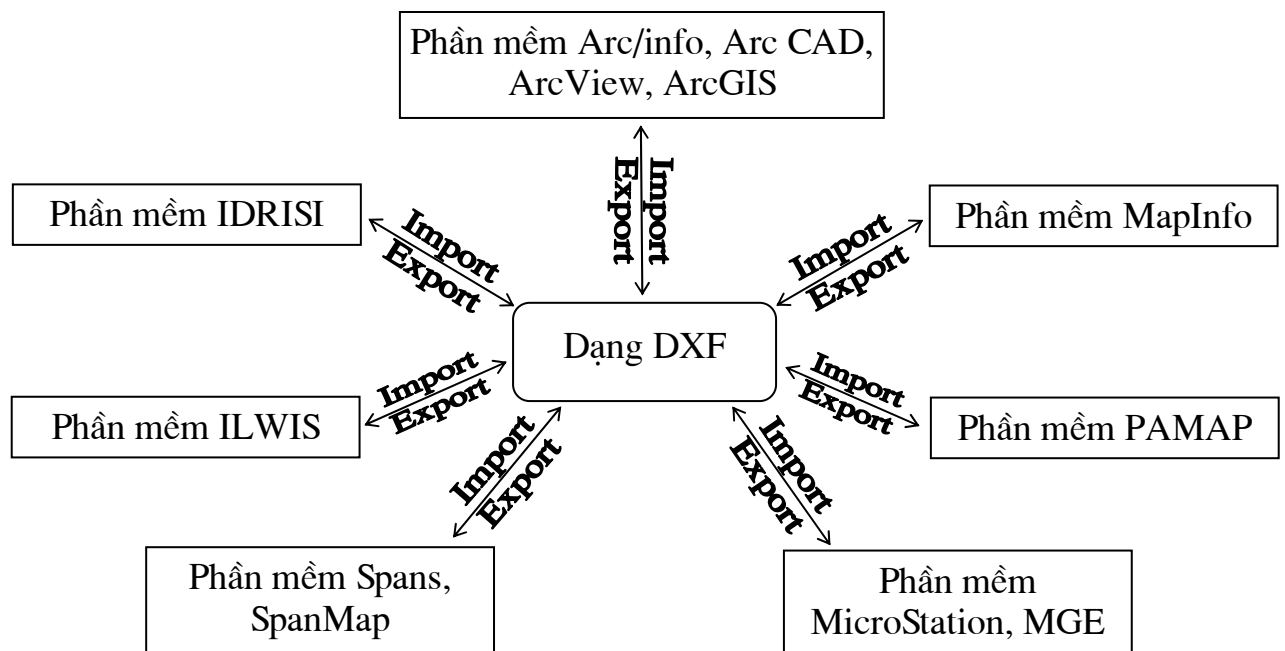 Phần mềm Arc/info, Arc CAD,
ArcView, ArcGIS
Export
Import
Phần mềm IDRISI
Import
Export
Phần mềm MapInfo
Import
Export
Dạng DXF
Phần mềm ILWIS
Import
Export
Phần mềm PAMAP
Import
Export
Import
Export
Import
Export
Phần mềm Spans,
SpanMap
Phần mềm
MicroStation, MGE